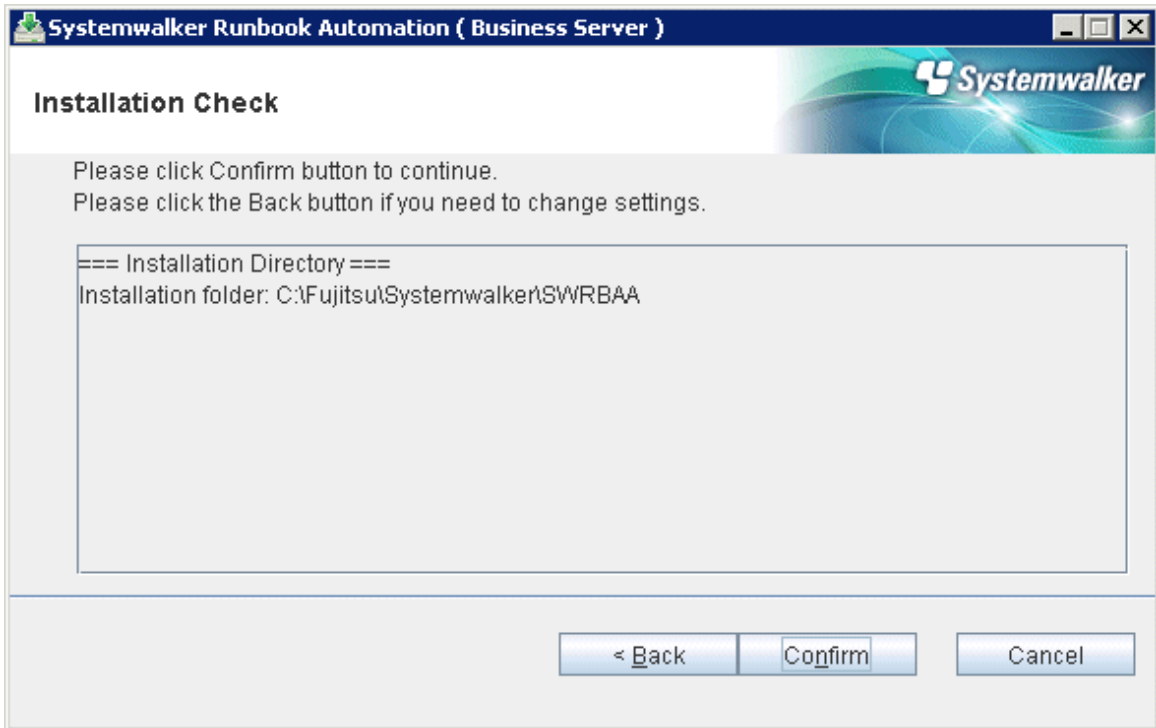 Systemwalker Runbook Automation ( Business Server )
Systemwalker
Installation Check
Please click Confirm button to continue.
Please click the Back button if you need to change settings.
=== Installation Directory ===
Installation folder: C:\Fujitsu\Systemwalker\SWRBAA
< Back
Confirm
Cancel